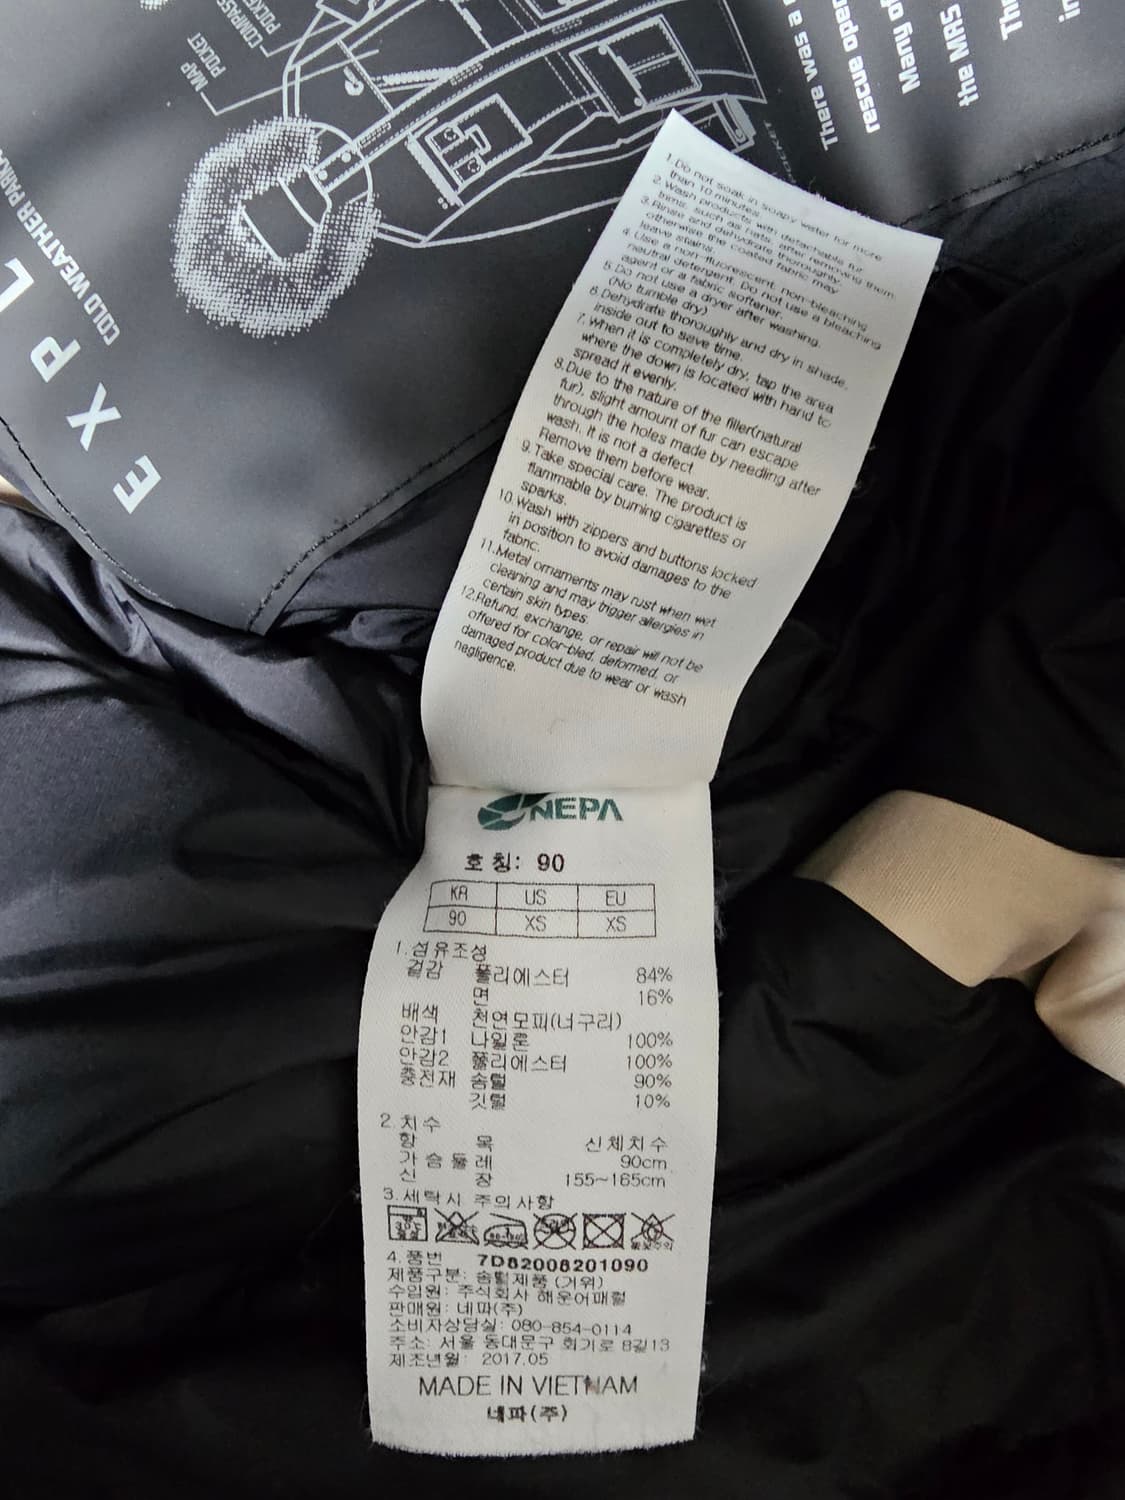 MAP
POCKET
COMPASS
POCKET
EXPL
COLD WEATHER PARKA
There was a
rescue oper
Many of
the MRS
Th
in
1.Do not soak in soapy water for more
than 10 minutes.
2.Wash products with detachable fur
trims, such as hats, after removing them.
3.Rinse and dehydrate thoroughly,
otherwise the coated fabric may
leave stains.
4.Use a non-fluorescent, non-bleaching
neutral detergent. Do not use a bleaching
agent or a fabric softener.
5.Do not use a dryer after washing.
(No tumble dry)
6.Dehydrate thoroughly and dry in shade,
inside out to save time.
7.When it is completely dry, tap the area
where the down is located with hand to
spread it evenly.
8.Due to the nature of the filler(natural
fur), slight amount of fur can escape
through the holes made by needling after
wash. It is not a defect.
Remove them before wear.
9.Take special care. The product is
flammable by burning cigarettes or
sparks.
10.Wash with zippers and buttons locked
in position to avoid damages to the
fabric.
11.Metal ornaments may rust when wet
cleaning and may trigger allergies in
certain skin types.
12.Refund, exchange, or repair will not be
offered for color-bled, deformed, or
damaged product due to wear or wash
negligence.
NEPA
호칭: 90
KR US EU
90 XS XS
1.섬유조성
겉감 폴리에스터 84%
면 16%
배색 천연모피(너구리)
안감1 나일론 100%
안감2 폴리에스터 100%
충전재 솜털 90%
깃털 10%
2.치수
항 목 신체치수
가슴둘레 90cm
신 장 155~165cm
3.세탁시 주의사항
4.품번 7D82008201090
제품구분: 솜털제품 (거위)
수입원: 주식회사 해운어패럴
판매원: 네파(주)
소비자상담실: 080-854-0114
주소: 서울 동대문구 회기로 8길13
제조년월: 2017.05
MADE IN VIETNAM
네파(주)